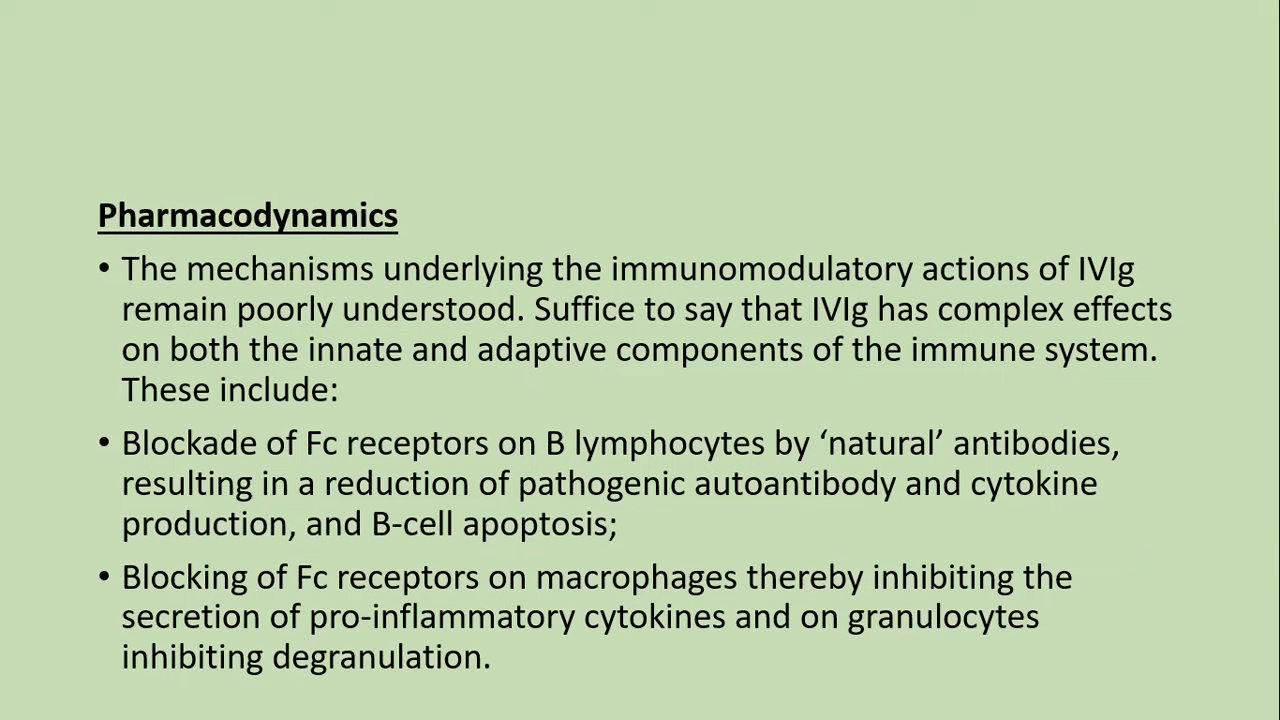 Pharmacodynamics
• The mechanisms underlying the immunomodulatory actions of IVIg
remain poorly understood. Suffice to say that IVIg has complex effects
on both the innate and adaptive components of the immune system.
These include:
• Blockade of Fc receptors on B lymphocytes by ‘natural’ antibodies,
resulting in a reduction of pathogenic autoantibody and cytokine
production, and B-cell apoptosis;
• Blocking of Fc receptors on macrophages thereby inhibiting the
secretion of pro-inflammatory cytokines and on granulocytes
inhibiting degranulation.